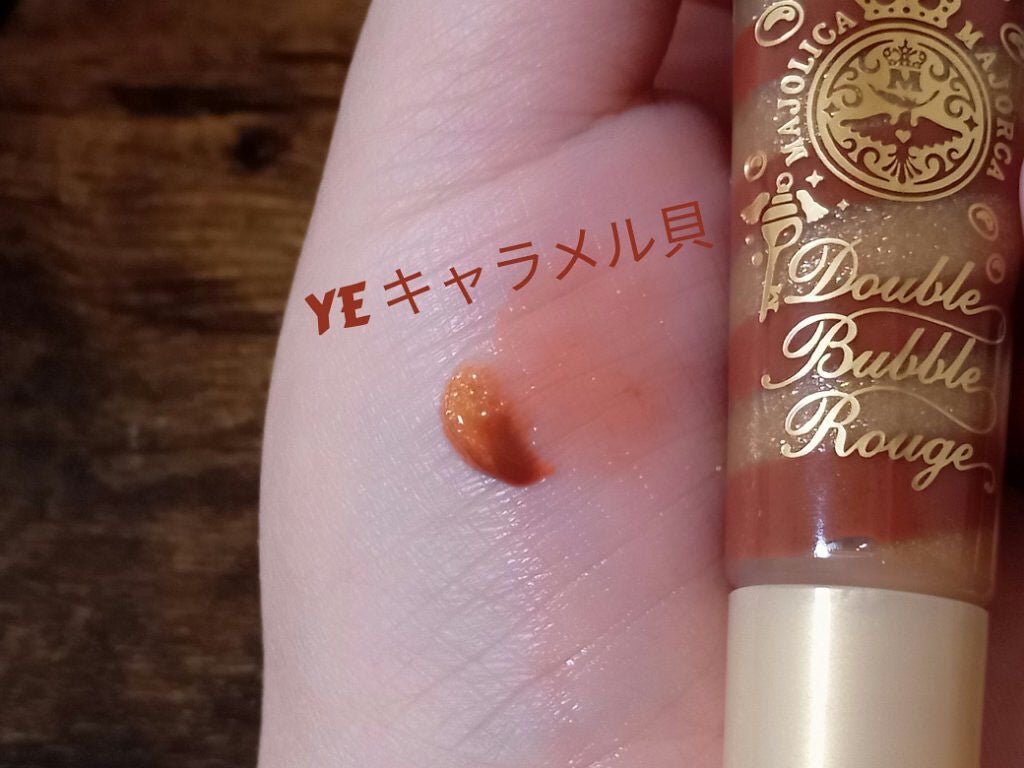 MAJOLICA MAJORCA
M
YE キャラメル貝
Double
Bubble
Rouge